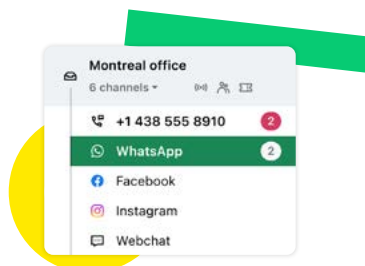 Montreal office
6 channels
+1 438 555 8910 2
WhatsApp 2
Facebook
Instagram
Webchat